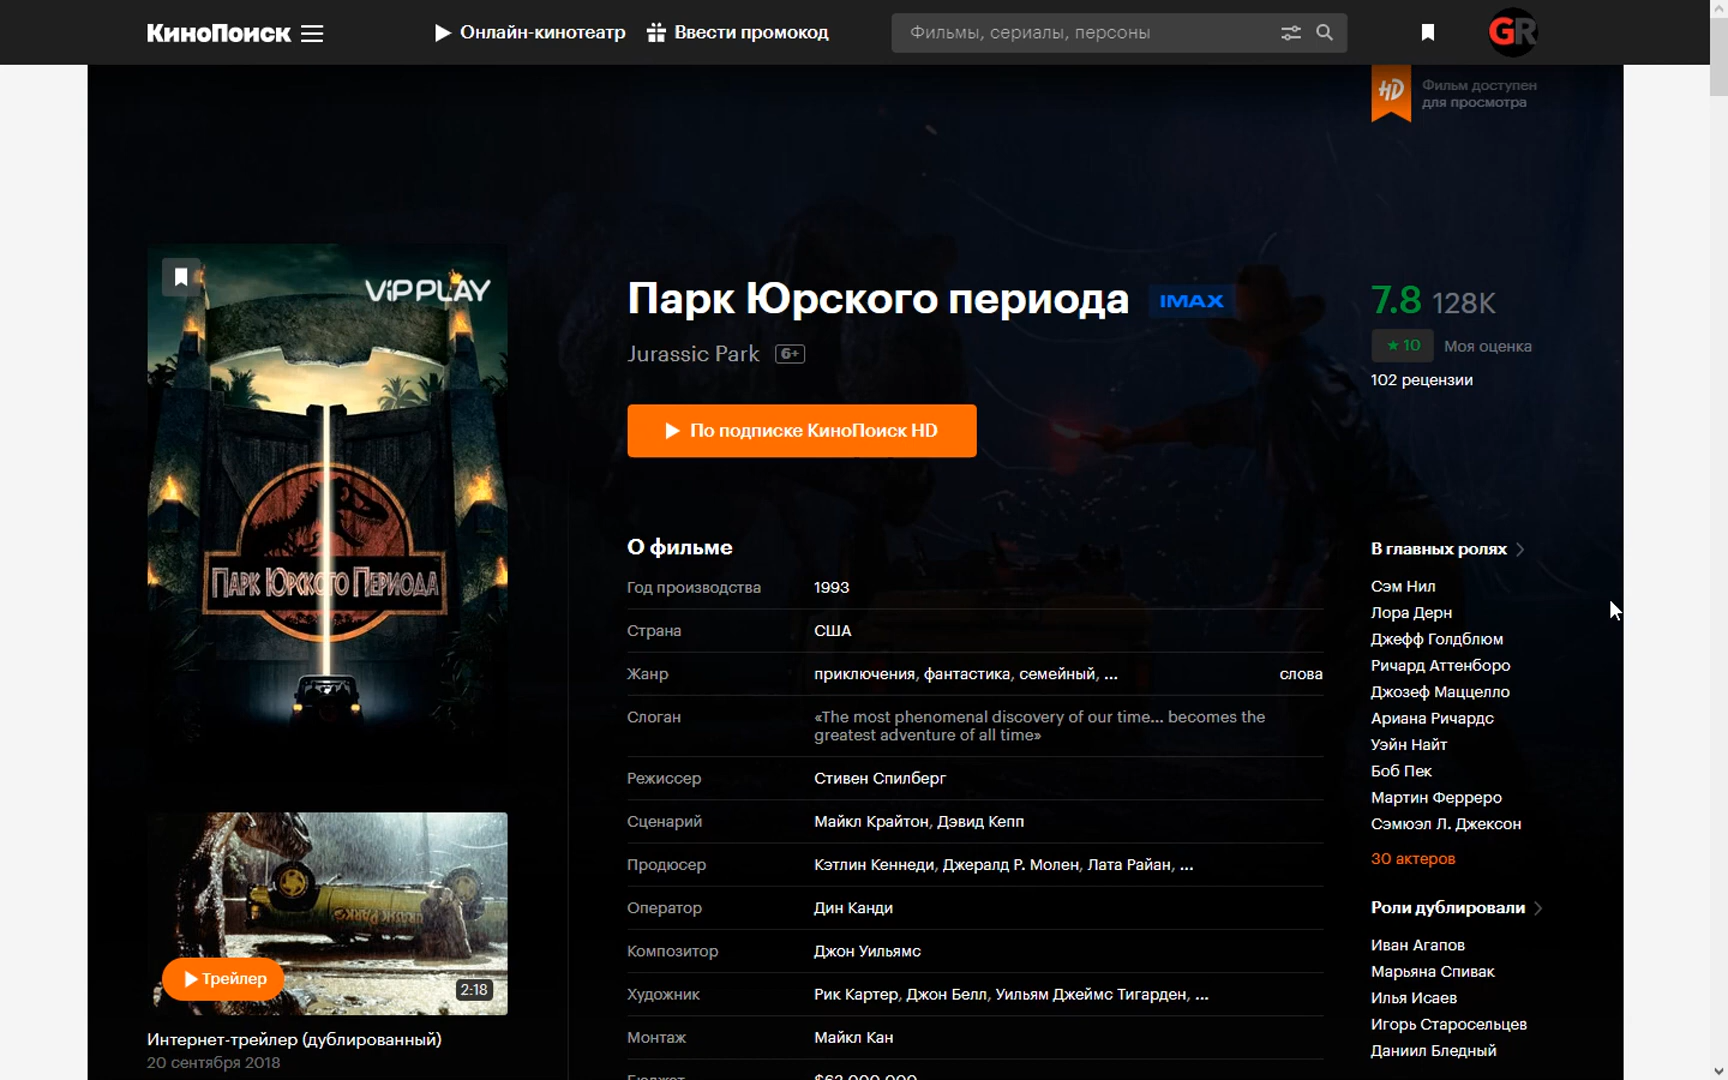 КиноПоиск
Онлайн-кинотеатр
Ввести промокод
Фильмы, сериалы, персоны
GR
HD
Фильм доступен
для просмотра
ViP PLAY
ПАРК ЮРСКОГО ПЕРИОДА
Трейлер
2:18
Интернет-трейлер (дублированный)
20 сентября 2018
Парк Юрского периода IMAX
Jurassic Park 6+
По подписке КиноПоиск HD
О фильме
Год производства 1993
Страна США
Жанр приключения, фантастика, семейный, ... слова
Слоган «The most phenomenal discovery of our time... becomes the
greatest adventure of all time»
Режиссер Стивен Спилберг
Сценарий Майкл Крайтон, Дэвид Кепп
Продюсер Кэтлин Кеннеди, Джералд Р. Молен, Лата Райан, ...
Оператор Дин Канди
Композитор Джон Уильямс
Художник Рик Картер, Джон Белл, Уильям Джеймс Тигарден, ...
Монтаж Майкл Кан
7.8 128K
★ 10 Моя оценка
102 рецензии
В главных ролях
Сэм Нил
Лора Дерн
Джефф Голдблюм
Ричард Аттенборо
Джозеф Маццелло
Ариана Ричардс
Уэйн Найт
Боб Пек
Мартин Ферреро
Сэмюэл Л. Джексон
30 актеров
Роли дублировали
Иван Агапов
Марьяна Спивак
Илья Исаев
Игорь Старосельцев
Даниил Бледный